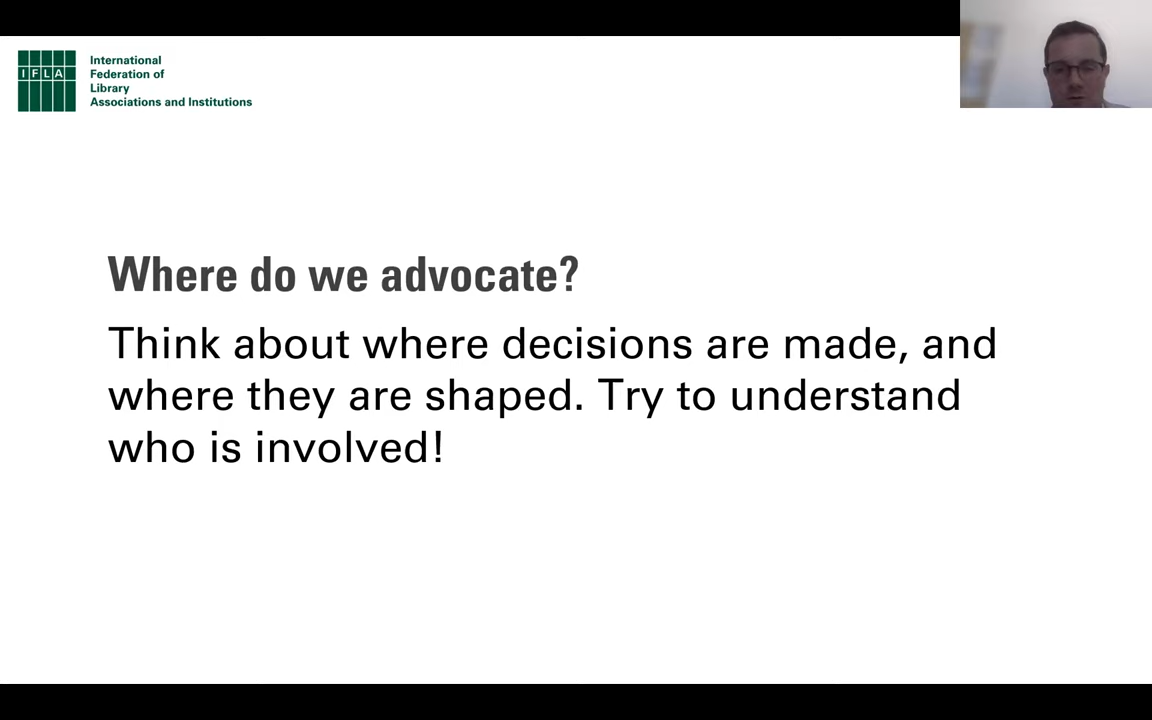 IFLA
International
Federation of
Library
Associations and Institutions
Where do we advocate?
Think about where decisions are made, and
where they are shaped. Try to understand
who is involved!